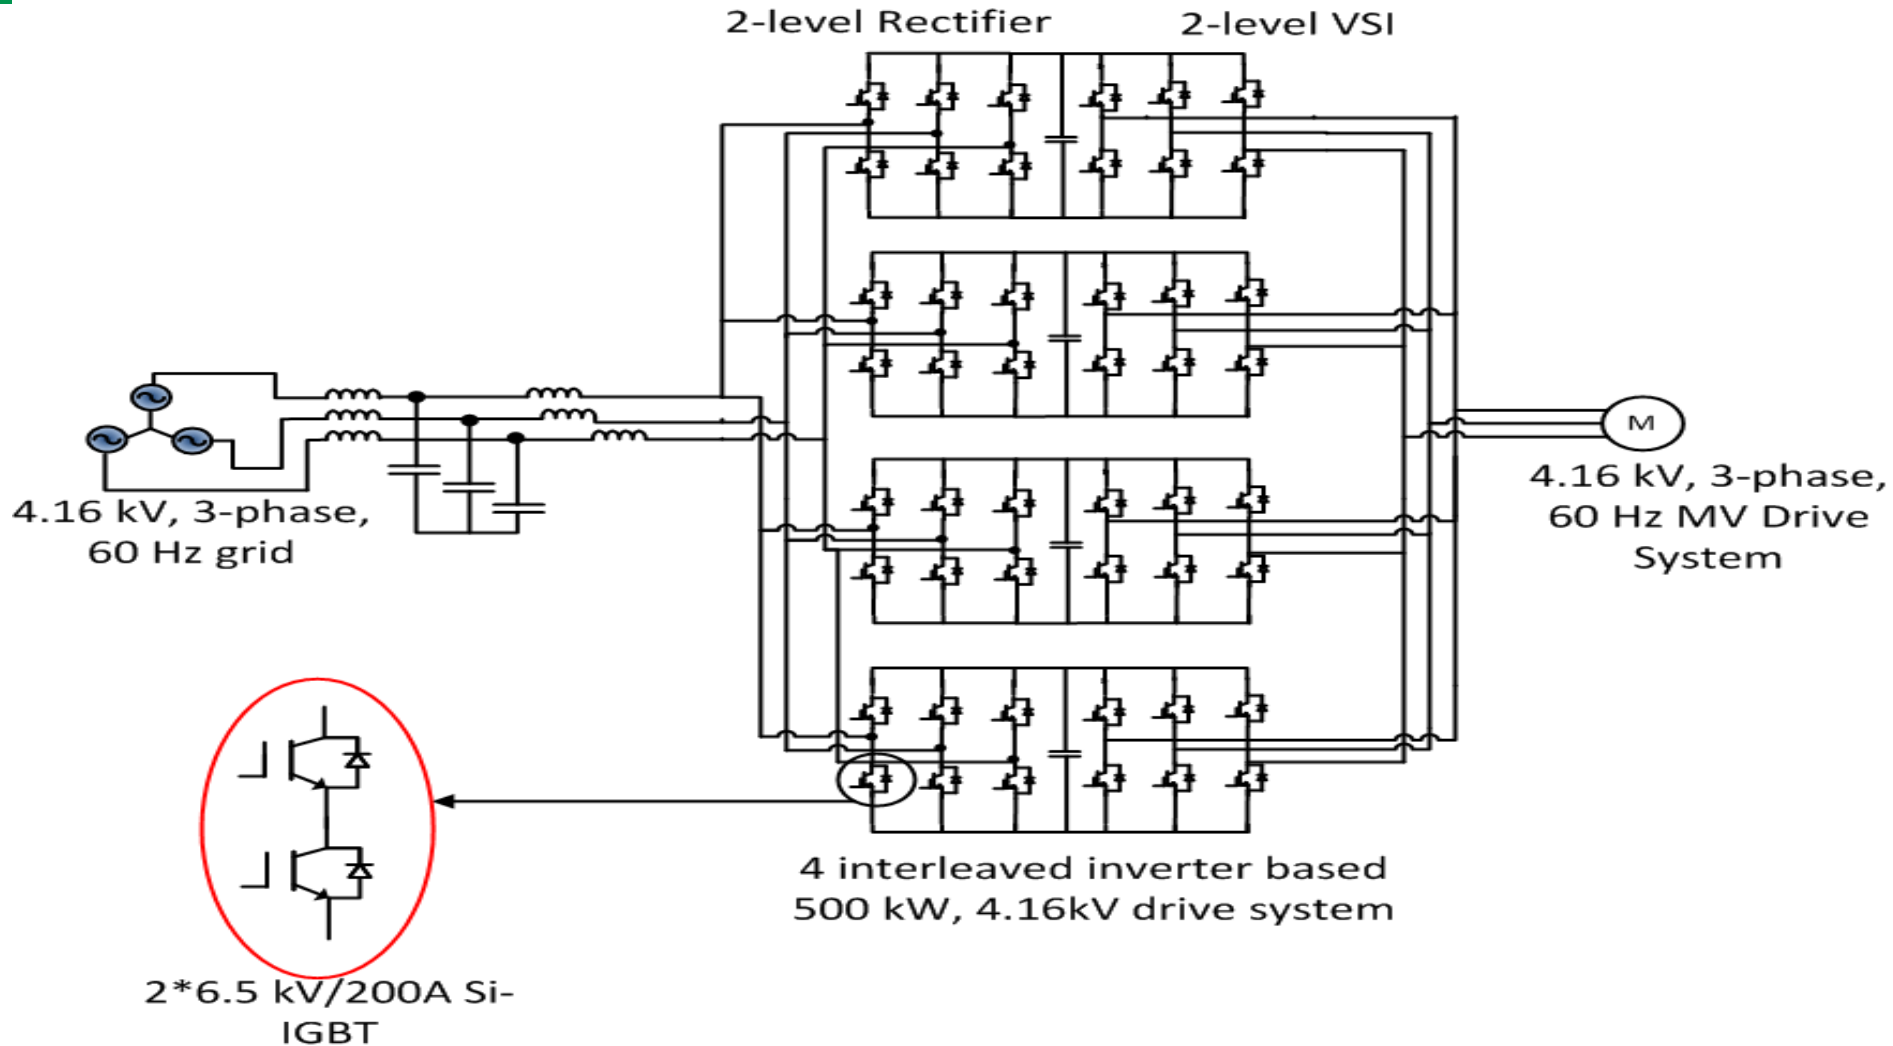 2-level Rectifier
2-level VSI
4.16 kV, 3-phase,
60 Hz grid
M
4.16 kV, 3-phase,
60 Hz MV Drive
System
4 interleaved inverter based
500 kW, 4.16kV drive system
2*6.5 kV/200A Si-
IGBT